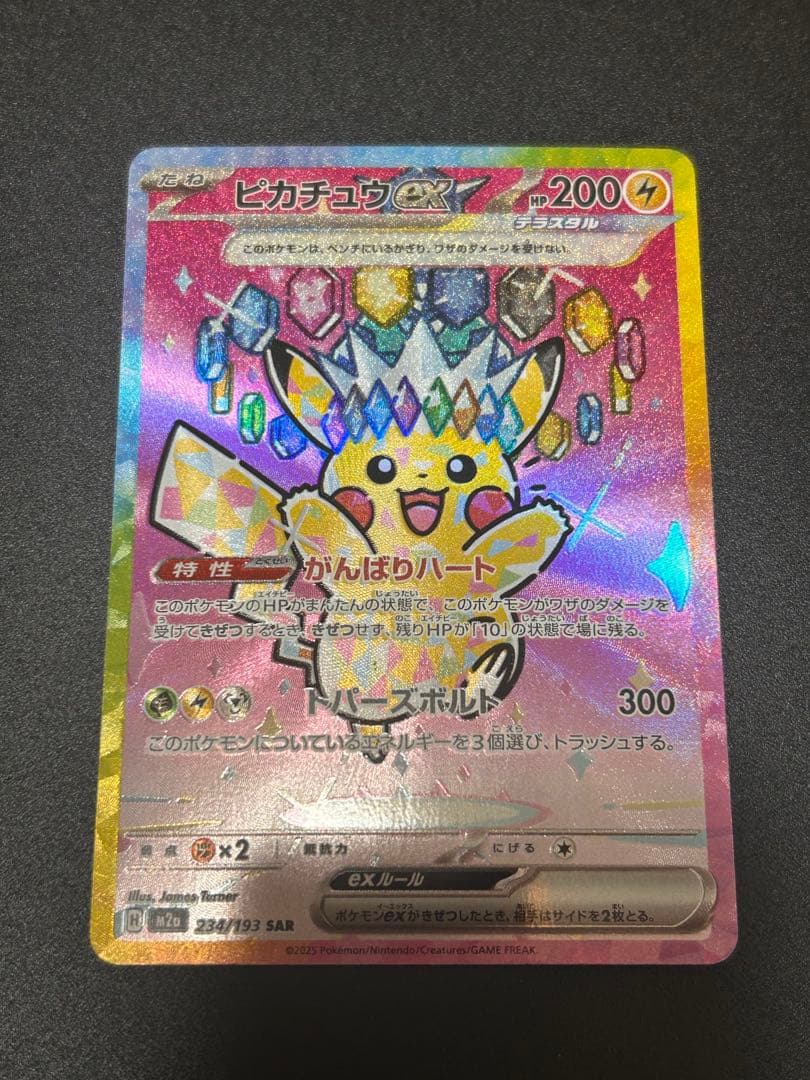 たね ピカチュウex HP200
テラスタル
このポケモンは、ベンチにいるかぎり、ワザのダメージを受けない。
特性 とくせい がんばりハート
このポケモンのHPがまんたんの状態で、このポケモンがワザのダメージを
受けてきぜつするとき、きぜつせず、残りHPが「10」の状態で場に残る。
トパーズボルト 300
このポケモンについているエネルギーを3個選び、トラッシュする。
弱点 ×2 抵抗力 にげる
exルール
ポケモンexがきぜつしたとき、相手はサイドを2枚とる。
Illus. James Turner
H M2a 234/193 SAR
©2025 Pokémon/Nintendo/Creatures/GAME FREAK.